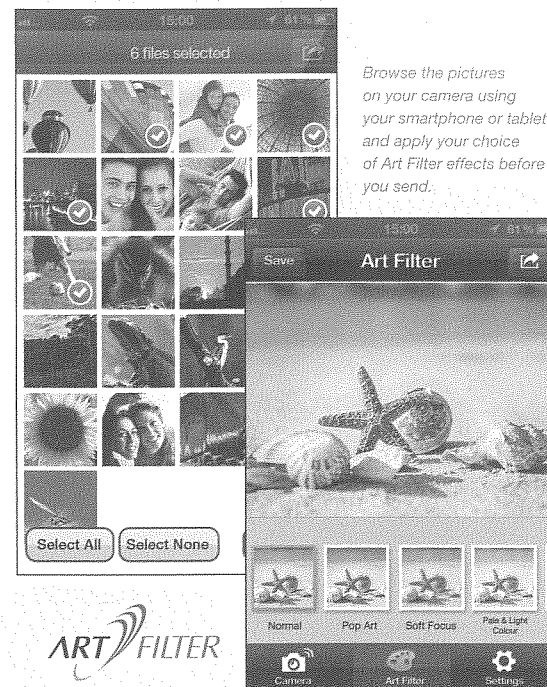 15:00 61%
6 files selected
Browse the pictures
on your camera using
your smartphone or tablet
and apply your choice
of Art Filter effects before
you send.
15:00 61%
Save Art Filter
Select All Select None
Normal Pop Art Soft Focus Pale & Light
Colour
Camera Art Filter Settings
ART FILTER